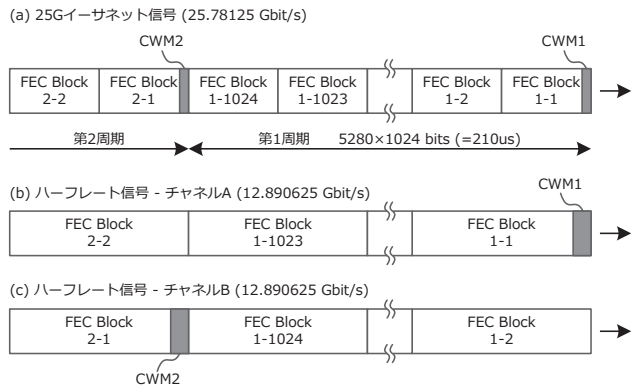 (a) 25Gイーサネット信号 (25.78125 Gbit/s)
CWM2
CWM1
FEC Block 2-2
FEC Block 2-1
FEC Block 1-1024
FEC Block 1-1023
FEC Block 1-2
FEC Block 1-1
第2周期
第1周期 5280×1024 bits (=210us)
(b) ハーフレート信号 - チャネルA (12.890625 Gbit/s)
CWM1
FEC Block 2-2
FEC Block 1-1023
FEC Block 1-1
(c) ハーフレート信号 - チャネルB (12.890625 Gbit/s)
FEC Block 2-1
FEC Block 1-1024
FEC Block 1-2
CWM2